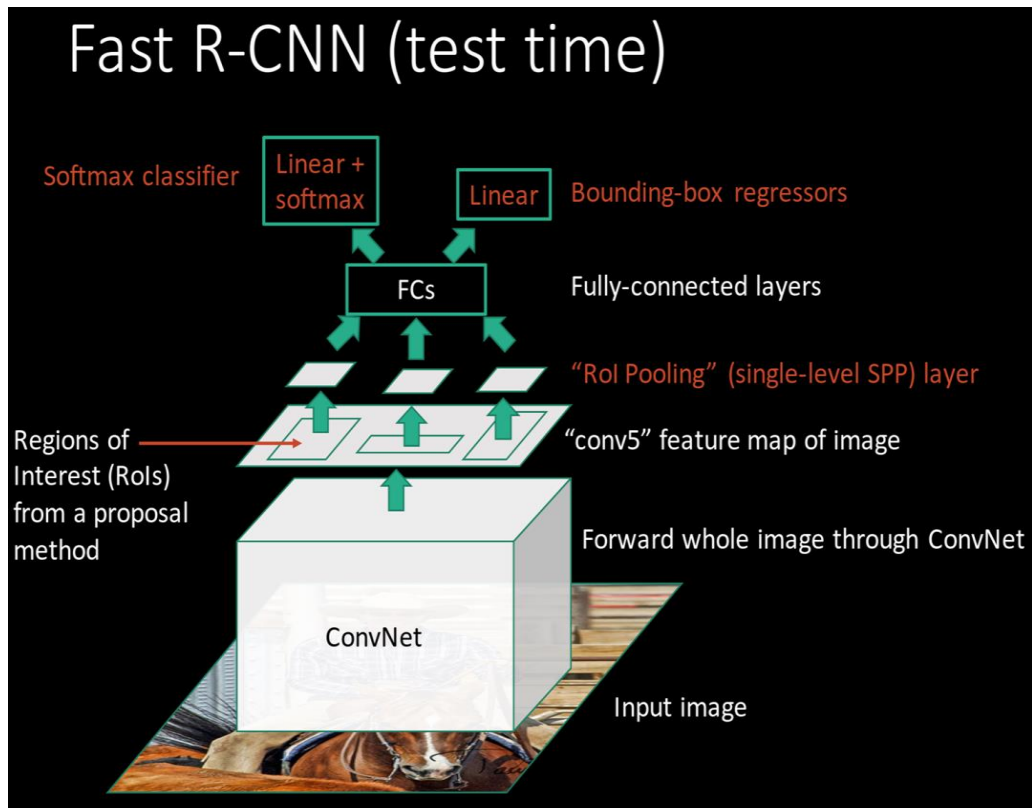 Fast R-CNN (test time)
Softmax classifier
Linear +
softmax
Linear
Bounding-box regressors
FCs
Fully-connected layers
“RoI Pooling” (single-level SPP) layer
Regions of
Interest (RoIs)
from a proposal
method
“conv5” feature map of image
Forward whole image through ConvNet
ConvNet
Input image